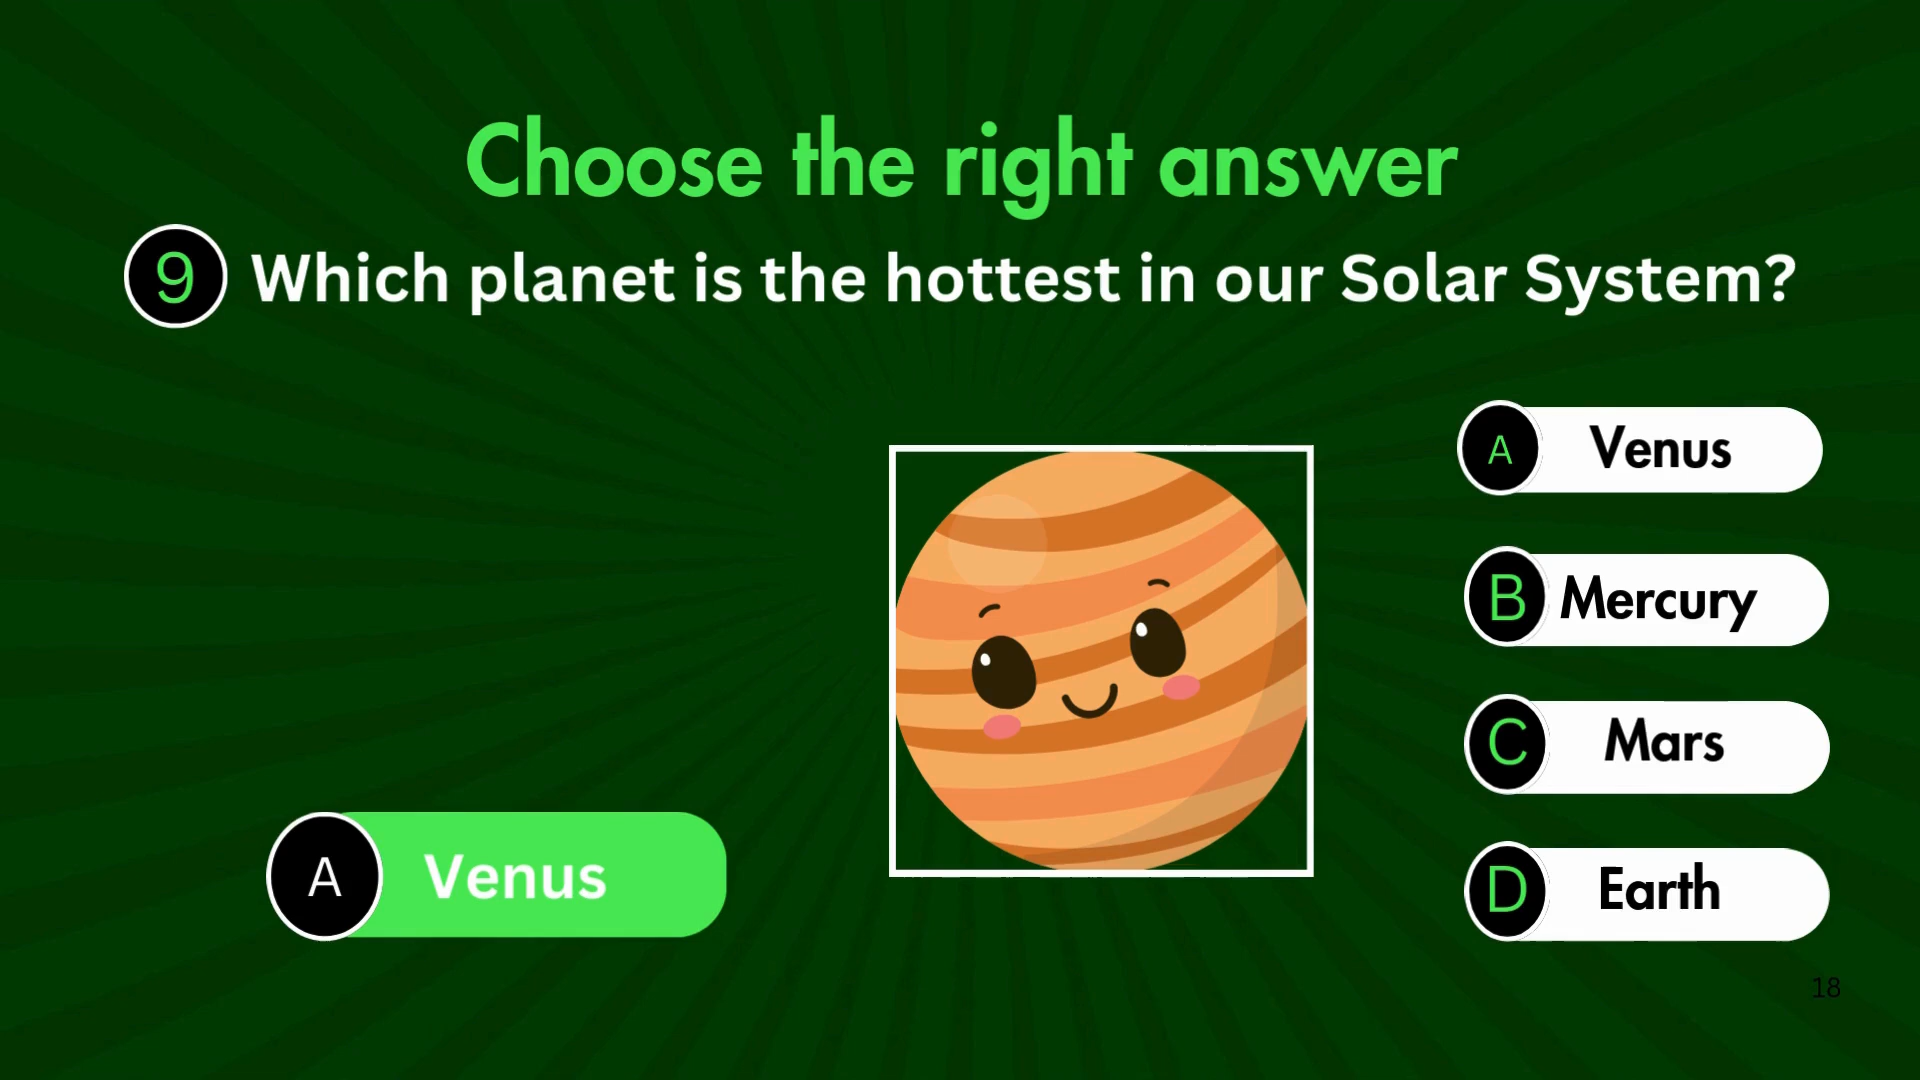 Choose the right answer
9 Which planet is the hottest in our Solar System?
A Venus
B Mercury
C Mars
D Earth
A Venus
18